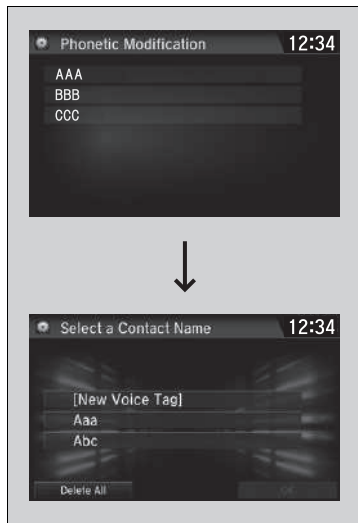 Phonetic Modification 12:34
AAA
BBB
CCC
Select a Contact Name 12:34
[New Voice Tag]
Aaa
Abc
Delete All OK